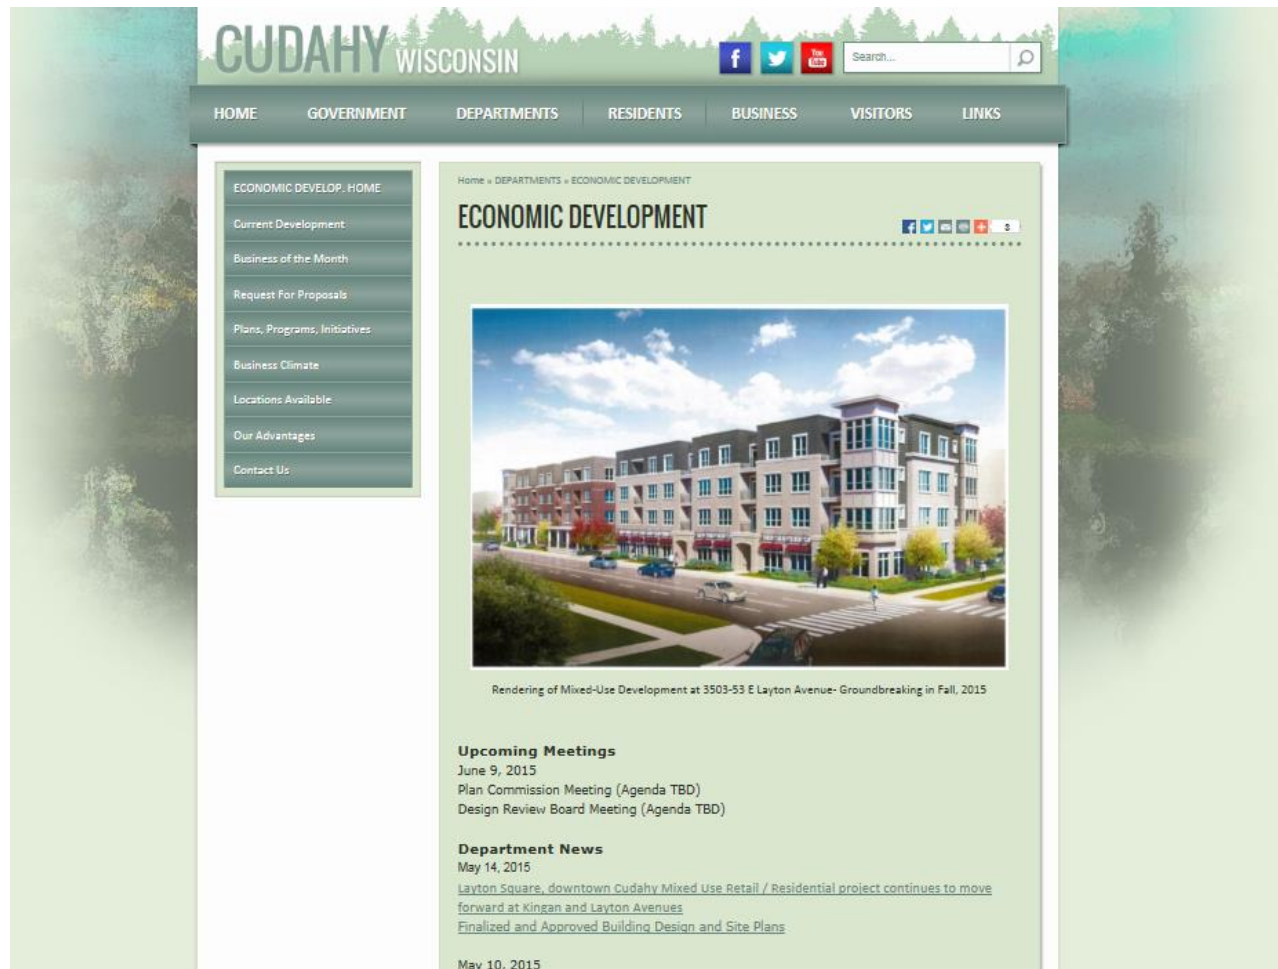 CUDAHY WISCONSIN
f
You Tube
Search...
HOME GOVERNMENT DEPARTMENTS RESIDENTS BUSINESS VISITORS LINKS
ECONOMIC DEVELOP. HOME
Current Development
Business of the Month
Request For Proposals
Plans, Programs, Initiatives
Business Climate
Locations Available
Our Advantages
Contact Us
Home » DEPARTMENTS » ECONOMIC DEVELOPMENT
ECONOMIC DEVELOPMENT
Rendering of Mixed-Use Development at 3503-53 E Layton Avenue- Groundbreaking in Fall, 2015
Upcoming Meetings
June 9, 2015
Plan Commission Meeting (Agenda TBD)
Design Review Board Meeting (Agenda TBD)
Department News
May 14, 2015
Layton Square, downtown Cudahy Mixed Use Retail / Residential project continues to move
forward at Kingan and Layton Avenues
Finalized and Approved Building Design and Site Plans
May 10, 2015